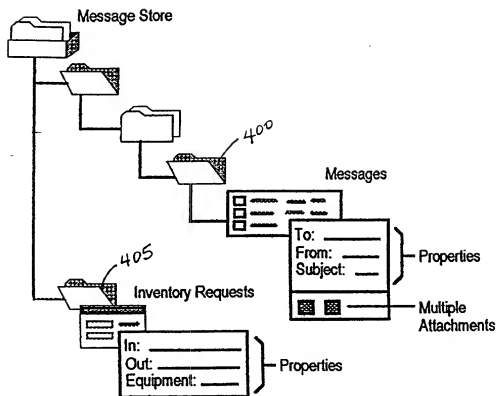 Message Store
400
Messages
To:
From:
Subject:
Properties
Multiple
Attachments
405
Inventory Requests
In:
Out:
Equipment:
Properties